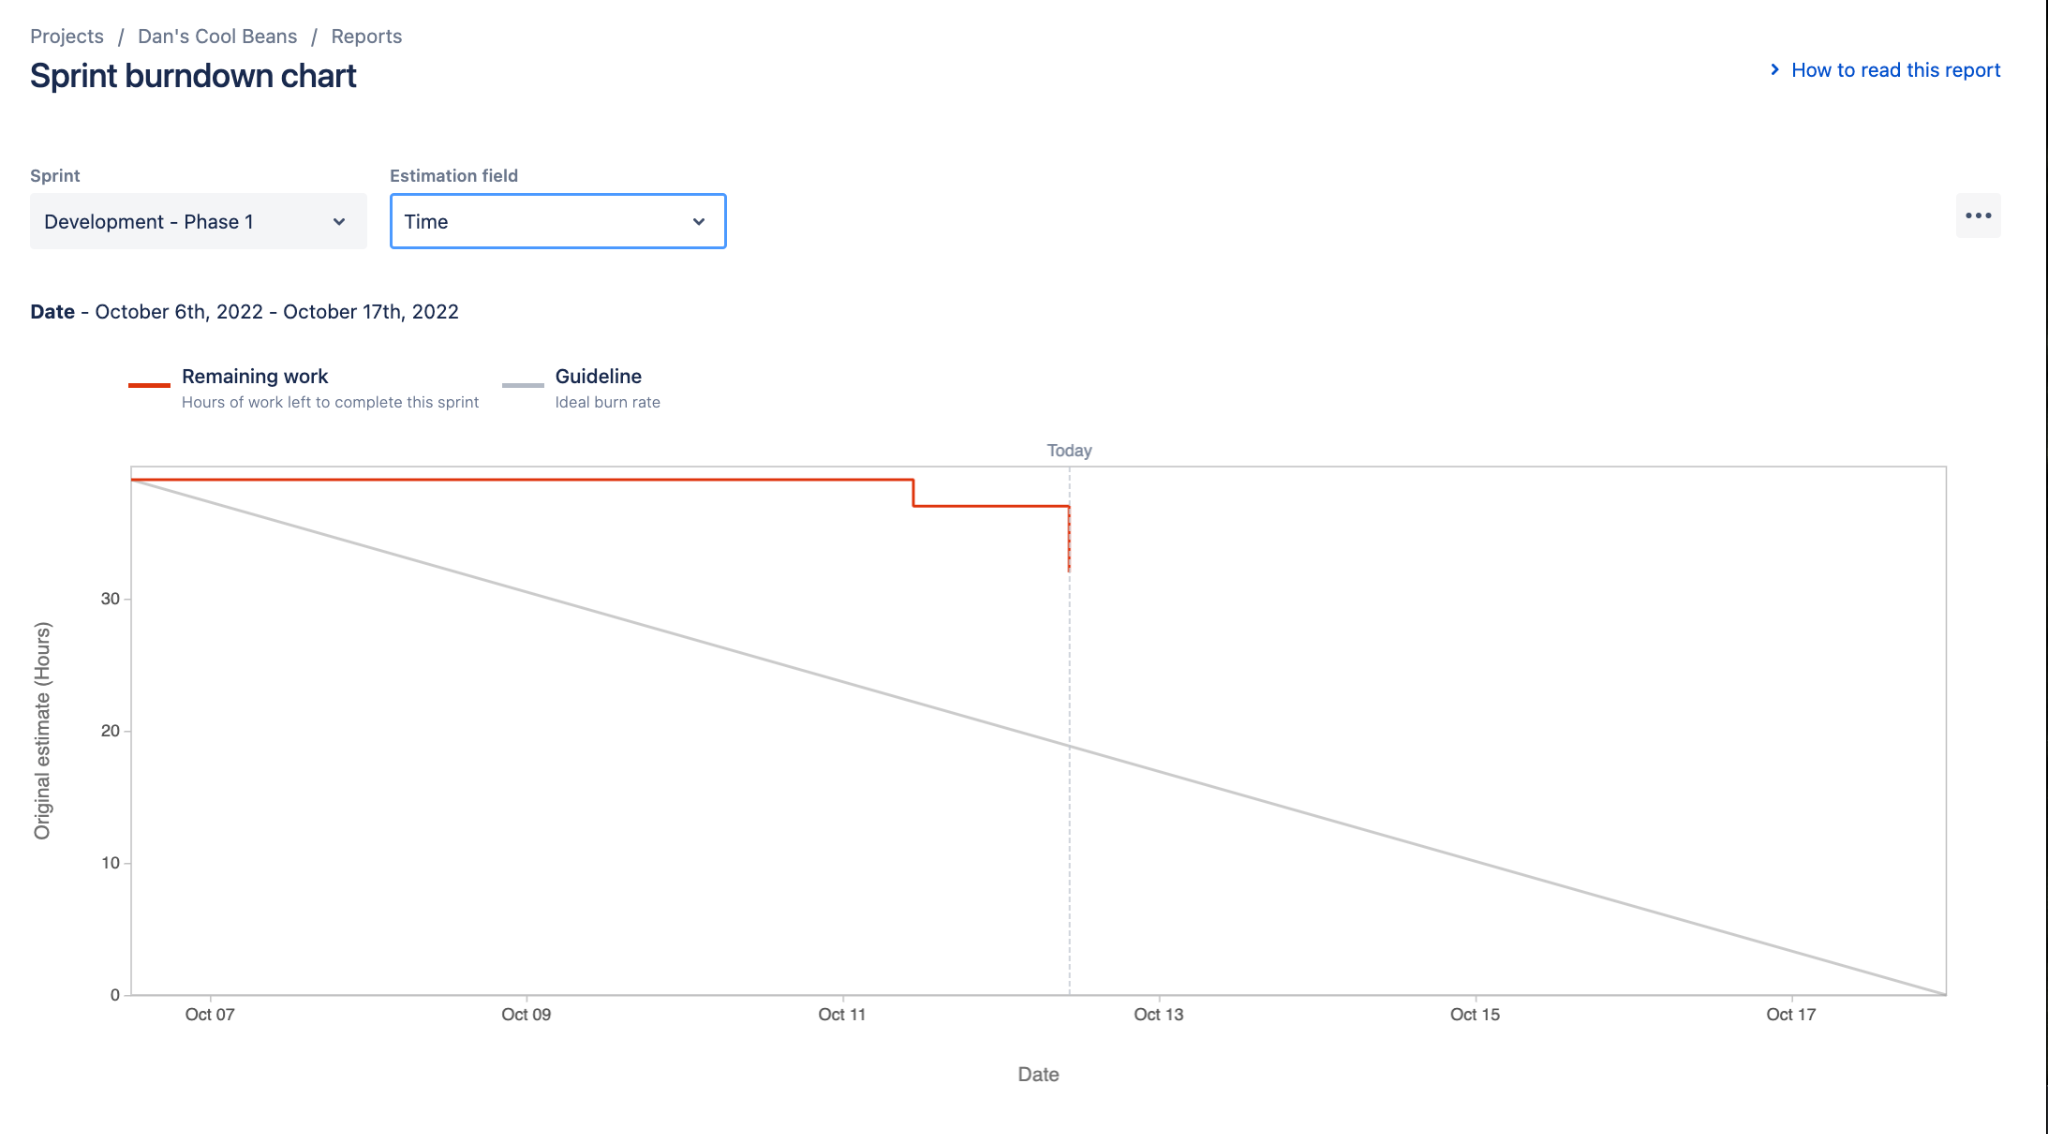 Projects / Dan's Cool Beans / Reports
Sprint burndown chart
How to read this report
Sprint
Estimation field
Development - Phase 1
Time
Date - October 6th, 2022 - October 17th, 2022
Remaining work
Hours of work left to complete this sprint
Guideline
Ideal burn rate
Today
Original estimate (Hours)
30
20
10
0
Oct 07
Oct 09
Oct 11
Oct 13
Oct 15
Oct 17
Date